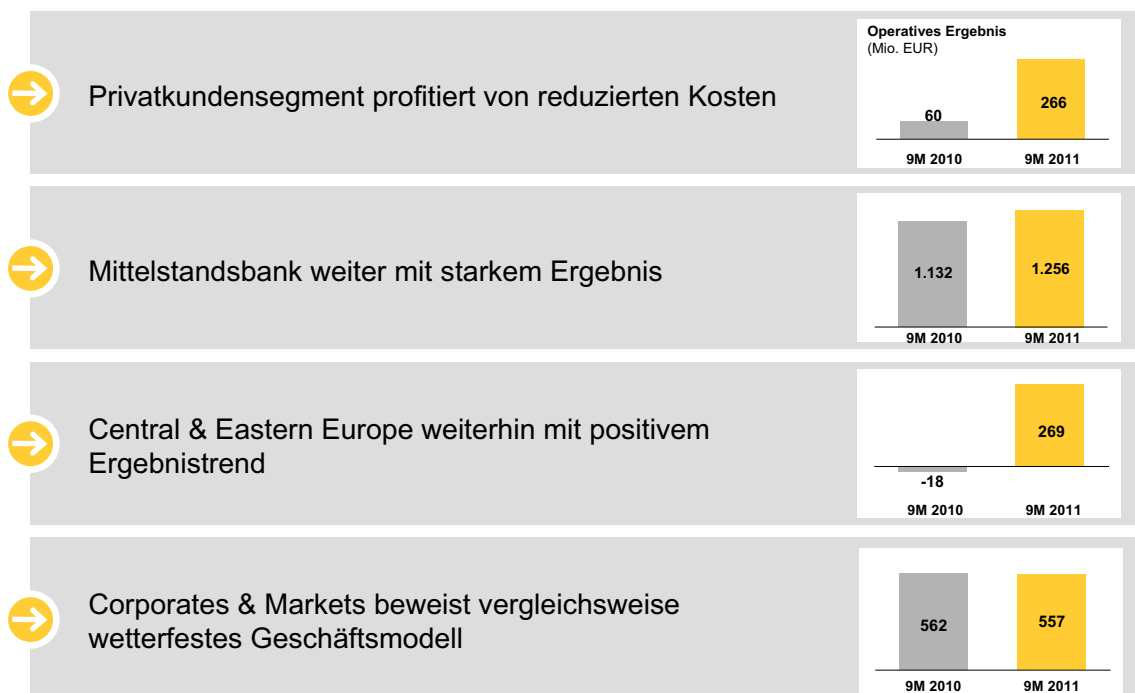 Operatives Ergebnis
(Mio. EUR)
Privatkundensegment profitiert von reduzierten Kosten
60
266
9M 2010
9M 2011
Mittelstandsbank weiter mit starkem Ergebnis
1.132
1.256
9M 2010
9M 2011
Central & Eastern Europe weiterhin mit positivem
Ergebnistrend
269
-18
9M 2010
9M 2011
Corporates & Markets beweist vergleichsweise
wetterfestes Geschäftsmodell
562
557
9M 2010
9M 2011